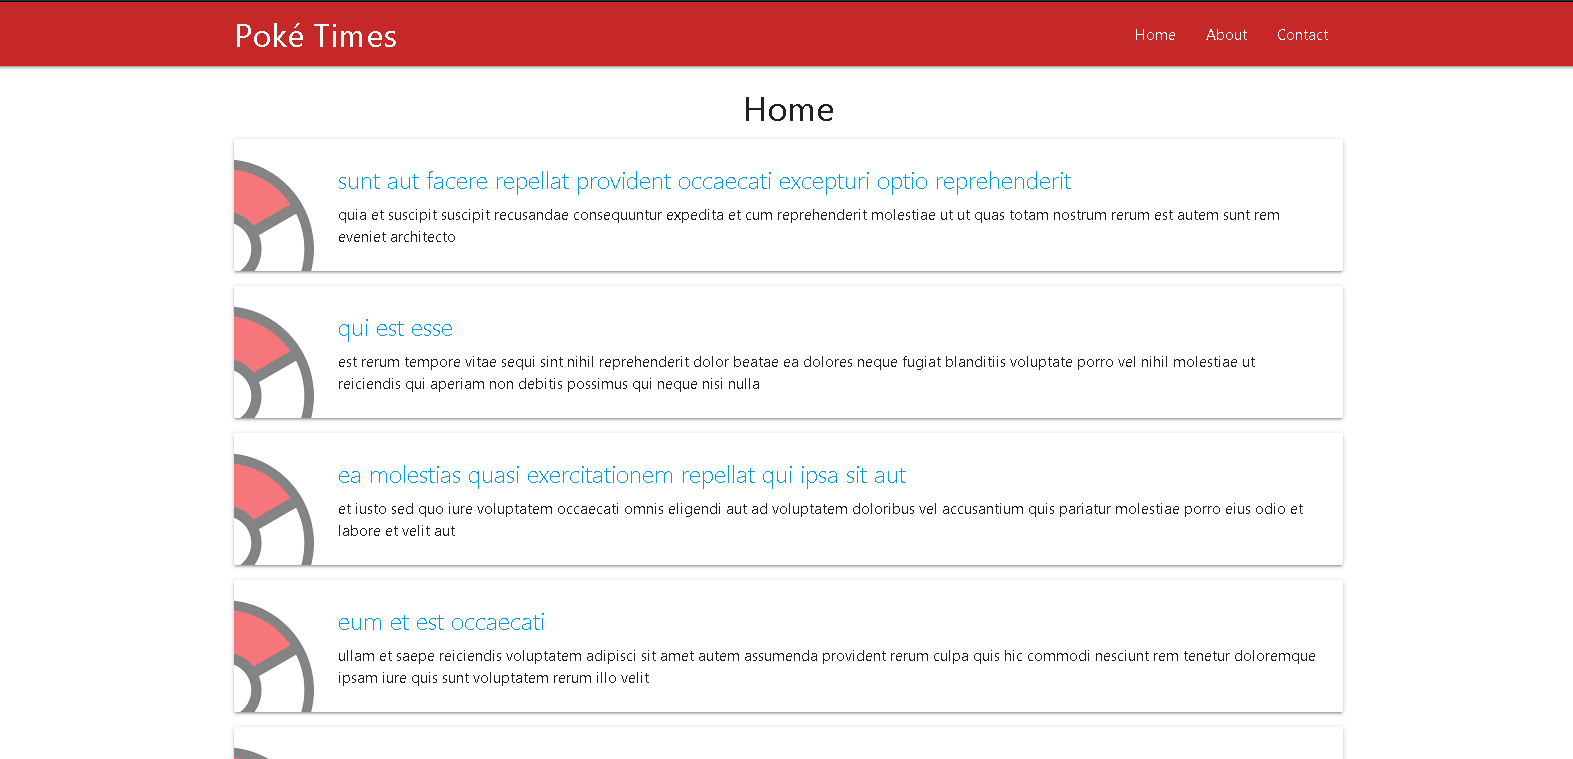 Poké Times
Home
About
Contact
Home
sunt aut facere repellat provident occaecati excepturi optio reprehenderit
quia et suscipit suscipit recusandae consequuntur expedita et cum reprehenderit molestiae ut ut quas totam nostrum rerum est autem sunt rem
eveniet architecto
qui est esse
est rerum tempore vitae sequi sint nihil reprehenderit dolor beatae ea dolores neque fugiat blanditiis voluptate porro vel nihil molestiae ut
reiciendis qui aperiam non debitis possimus qui neque nisi nulla
ea molestias quasi exercitationem repellat qui ipsa sit aut
et iusto sed quo iure voluptatem occaecati omnis eligendi aut ad voluptatem doloribus vel accusantium quis pariatur molestiae porro eius odio et
labore et velit aut
eum et est occaecati
ullam et saepe reiciendis voluptatem adipisci sit amet autem assumenda provident rerum culpa quis hic commodi nesciunt rem tenetur doloremque
ipsam iure quis sunt voluptatem rerum illo velit